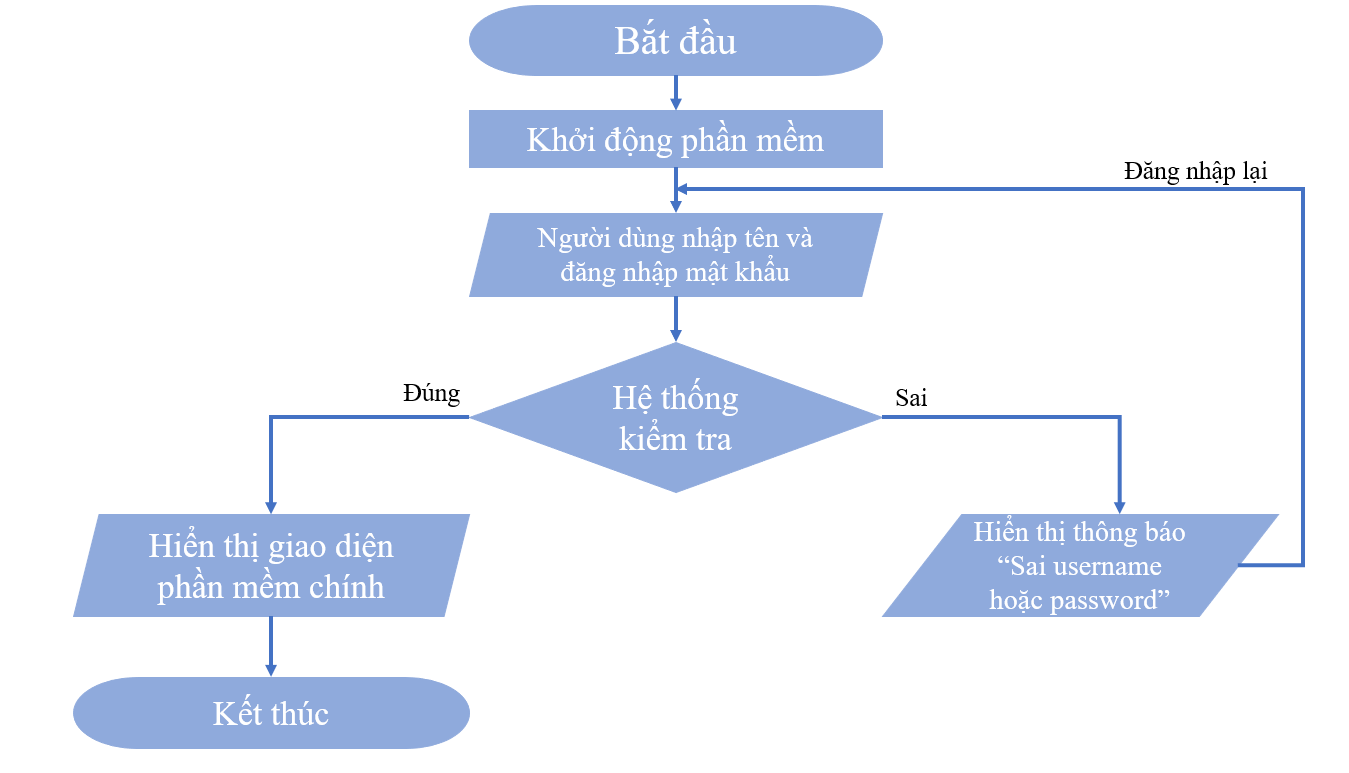 Bắt đầu
Khởi động phần mềm
Đăng nhập lại
Người dùng nhập tên và
đăng nhập mật khẩu
Đúng
Hệ thống
kiểm tra
Sai
Hiển thị giao diện
phần mềm chính
Hiển thị thông báo
“Sai username
hoặc password”
Kết thúc